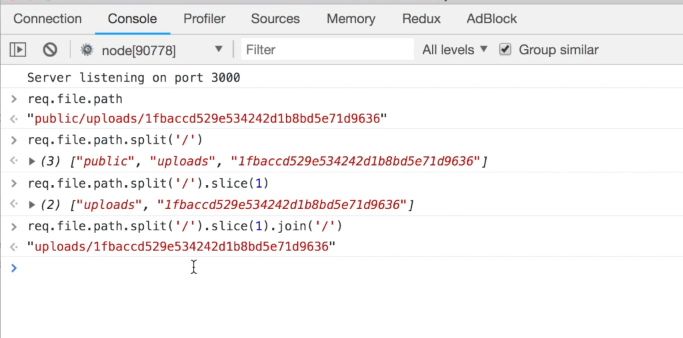 Connection Console Profiler Sources Memory Redux AdBlock
node[90778] ▼ Filter All levels ▼ Group similar
Server listening on port 3000
> req.file.path
"public/uploads/1fbaccd529e534242d1b8bd5e71d9636"
> req.file.path.split('/')
▶ (3) ["public", "uploads", "1fbaccd529e534242d1b8bd5e71d9636"]
> req.file.path.split('/').slice(1)
▶ (2) ["uploads", "1fbaccd529e534242d1b8bd5e71d9636"]
> req.file.path.split('/').slice(1).join('/')
"uploads/1fbaccd529e534242d1b8bd5e71d9636"
>